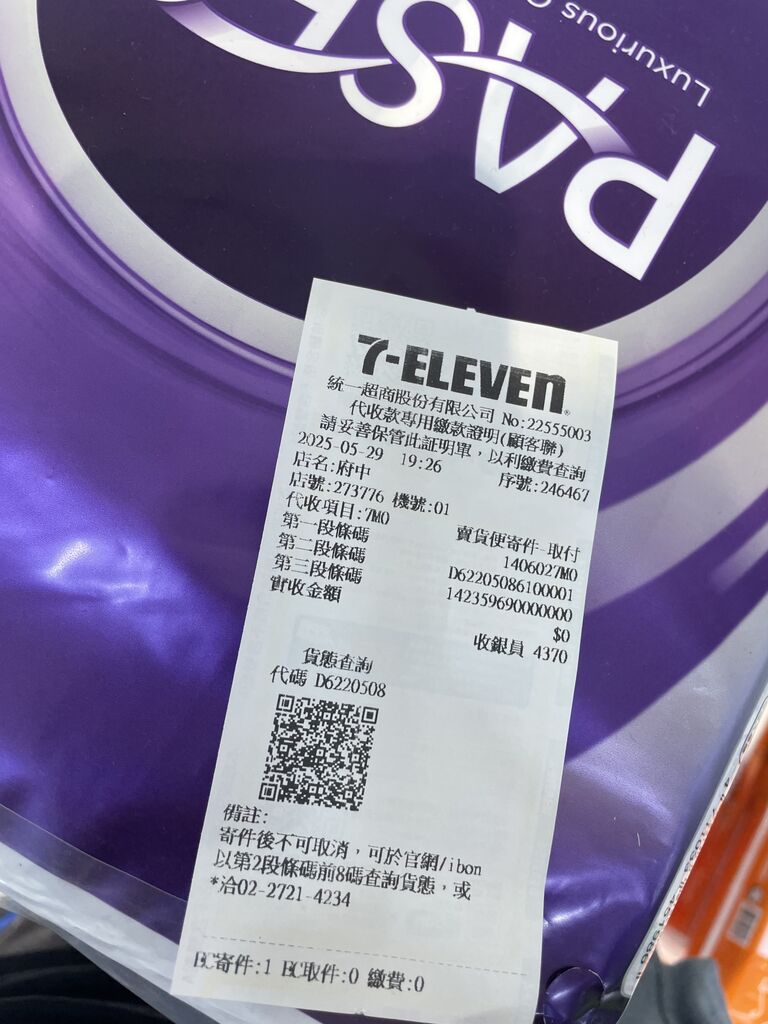 Luxurious
PASE
7-ELEVEN®
統一超商股份有限公司 No:22555003
代收款專用繳款證明(顧客聯)
請妥善保管此証明單，以利繳費查詢
2025-05-29 19:26 序號:246467
店名:府中
店號:273776 機號:01
代收項目:7M0 賣貨便寄件-取付
第一段條碼 1406027M0
第二段條碼 D62205086100001
第三段條碼 142359690000000
實收金額 $0
收銀員 4370
貨態查詢
代碼 D6220508
備註:
寄件後不可取消，可於官網/ibon
以第2段條碼前8碼查詢貨態，或
*洽02-2721-4234
EC寄件:1 EC取件:0 繳費:0